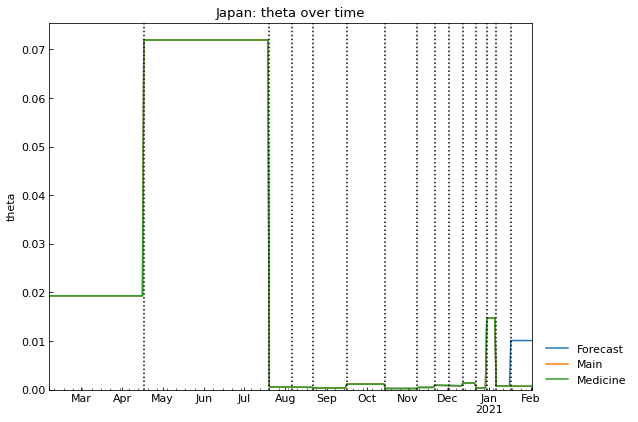 Japan: theta over time
theta
0.07
0.06
0.05
0.04
0.03
0.02
0.01
0.00
Mar Apr May Jun Jul Aug Sep Oct Nov Dec Jan Feb
2021
Forecast
Main
Medicine